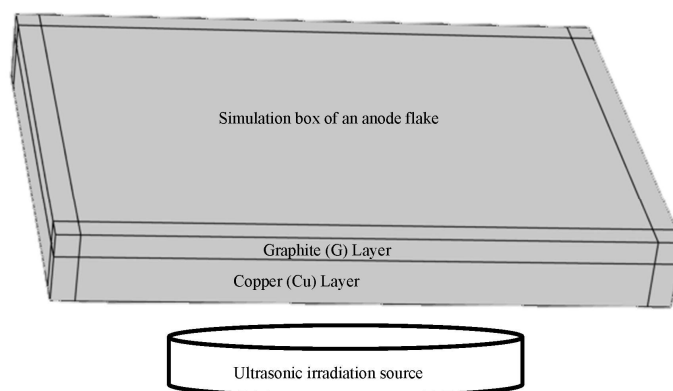 Simulation box of an anode flake
Graphite (G) Layer
Copper (Cu) Layer
Ultrasonic irradiation source